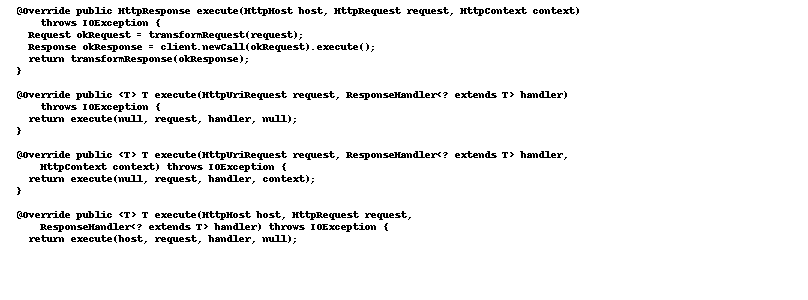 @Override public HttpResponse execute(HttpHost host, HttpRequest request, HttpContext context)
throws IOException {
Request okRequest = transformRequest(request);
Response okResponse = client.newCall(okRequest).execute();
return transformResponse(okResponse);
}
@Override public <T> T execute(HttpUriRequest request, ResponseHandler<? extends T> handler)
throws IOException {
return execute(null, request, handler, null);
}
@Override public <T> T execute(HttpUriRequest request, ResponseHandler<? extends T> handler,
HttpContext context) throws IOException {
return execute(null, request, handler, context);
}
@Override public <T> T execute(HttpHost host, HttpRequest request,
ResponseHandler<? extends T> handler) throws IOException {
return execute(host, request, handler, null);